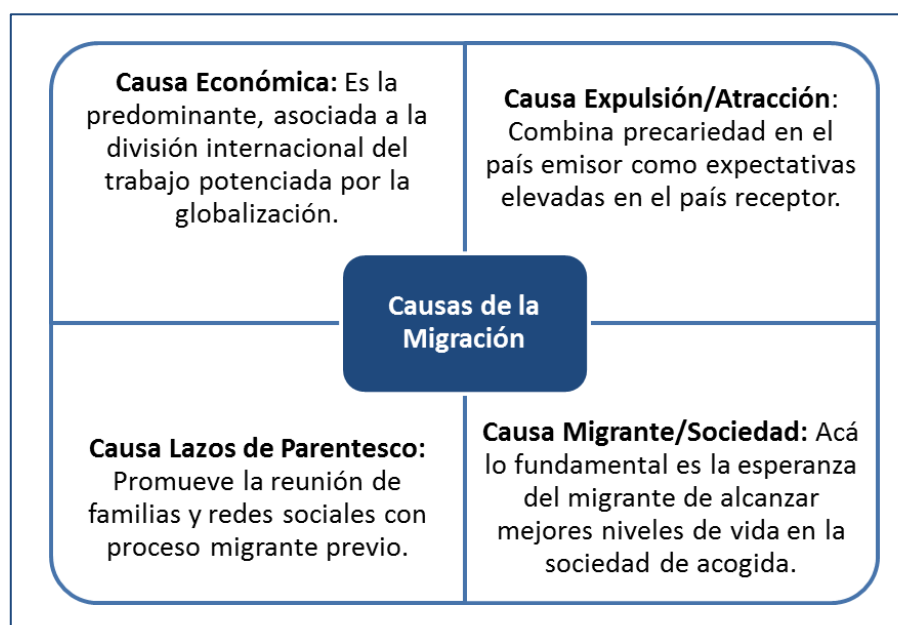 Causa Económica: Es la
predominante, asociada a la
división internacional del
trabajo potenciada por la
globalización.
Causa Expulsión/Atracción:
Combina precariedad en el
país emisor como expectativas
elevadas en el país receptor.
Causas de la
Migración
Causa Lazos de Parentesco:
Promueve la reunión de
familias y redes sociales con
proceso migrante previo.
Causa Migrante/Sociedad: Acá
lo fundamental es la esperanza
del migrante de alcanzar
mejores niveles de vida en la
sociedad de acogida.